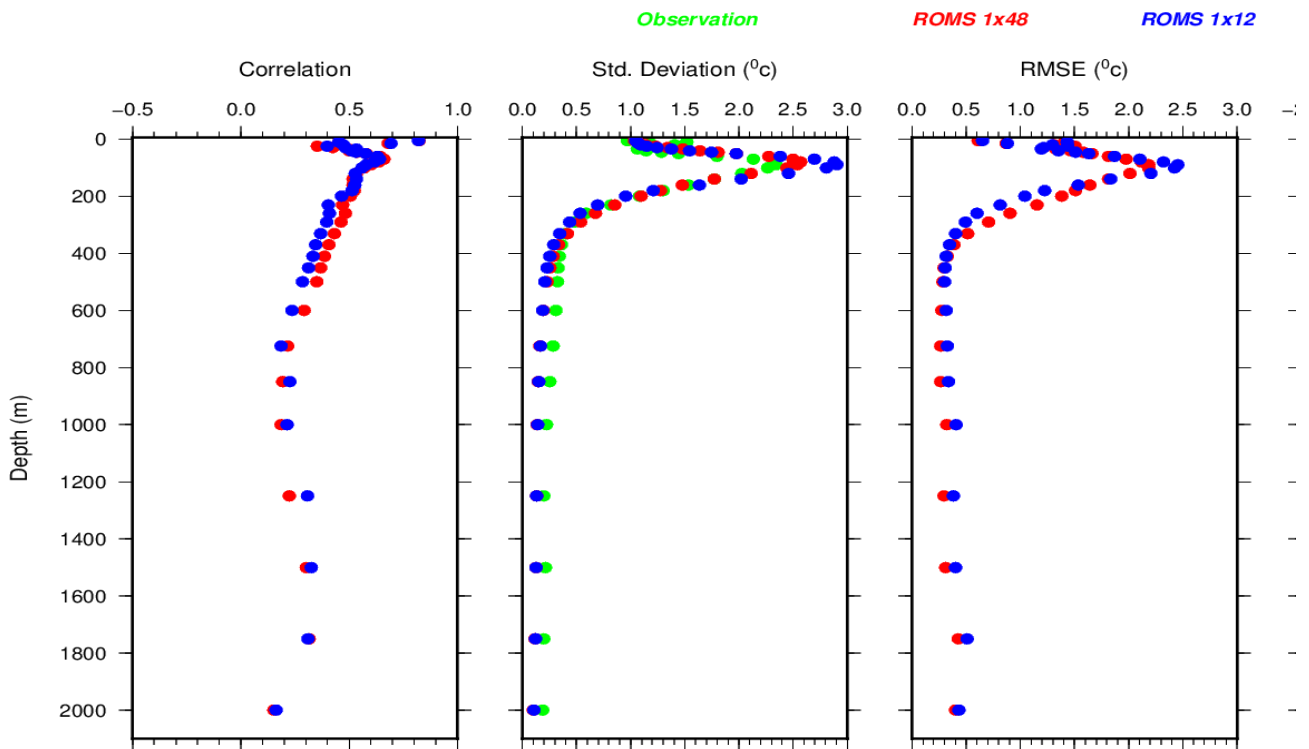 Observation ROMS 1x48 ROMS 1x12
Correlation Std. Deviation (⁰c) RMSE (⁰c)
−0.5 0.0 0.5 1.0 0.0 0.5 1.0 1.5 2.0 2.5 3.0 0.0 0.5 1.0 1.5 2.0 2.5 3.0 −2
0
200
400
600
800
1000
1200
1400
1600
1800
2000
Depth (m)